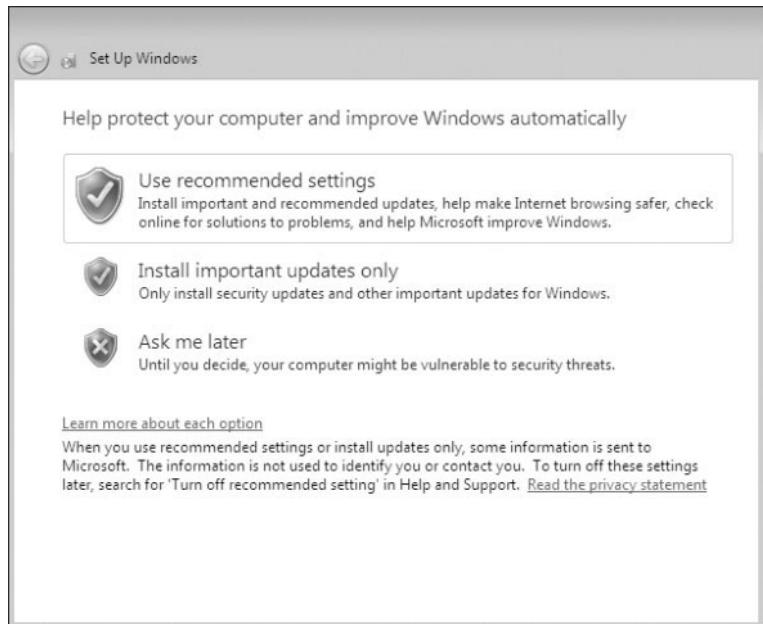 Set Up Windows
Help protect your computer and improve Windows automatically
Use recommended settings
Install important and recommended updates, help make Internet browsing safer, check
online for solutions to problems, and help Microsoft improve Windows.
Install important updates only
Only install security updates and other important updates for Windows.
Ask me later
Until you decide, your computer might be vulnerable to security threats.
Learn more about each option
When you use recommended settings or install updates only, some information is sent to
Microsoft. The information is not used to identify you or contact you. To turn off these settings
later, search for 'Turn off recommended setting' in Help and Support. Read the privacy statement